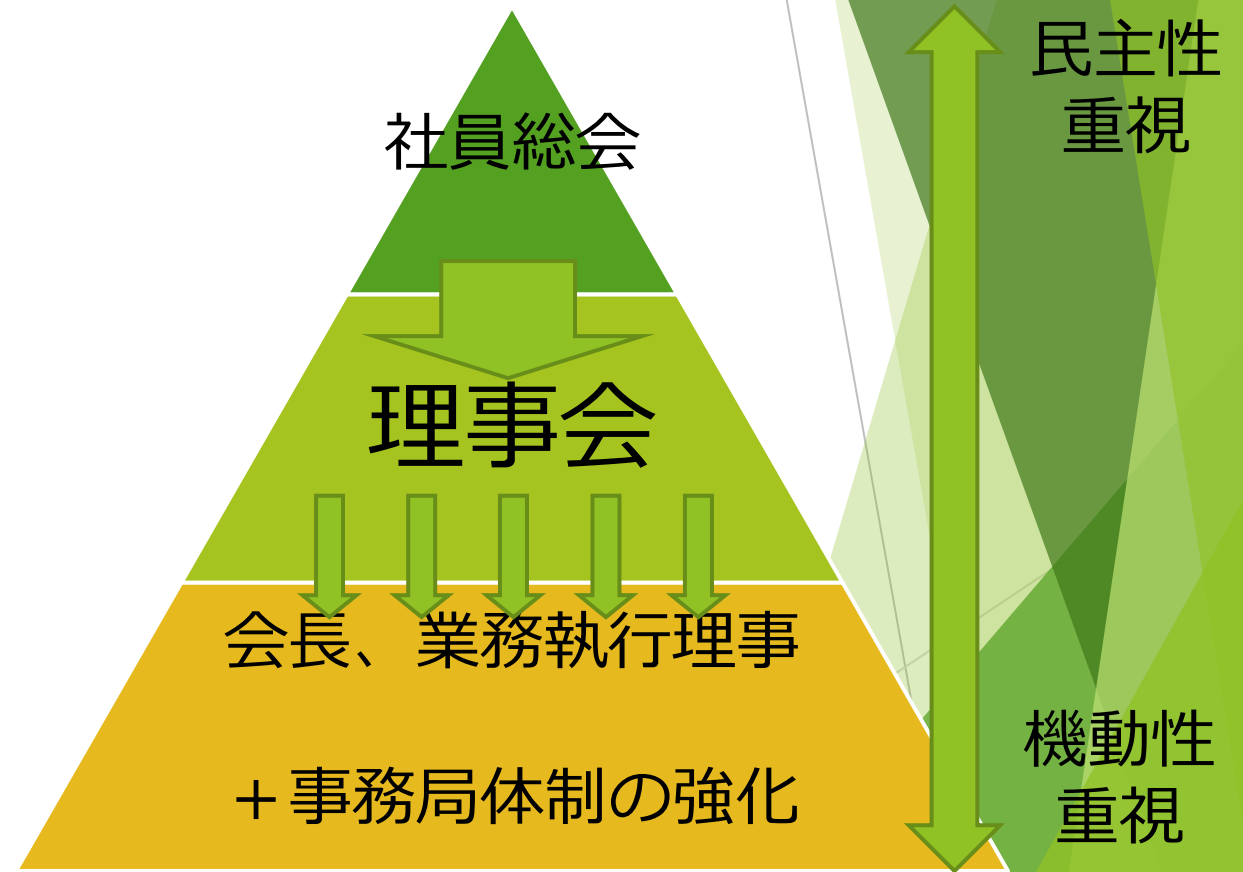 社員総会
理事会
会長、業務執行理事
＋事務局体制の強化
民主性
重視
機動性
重視